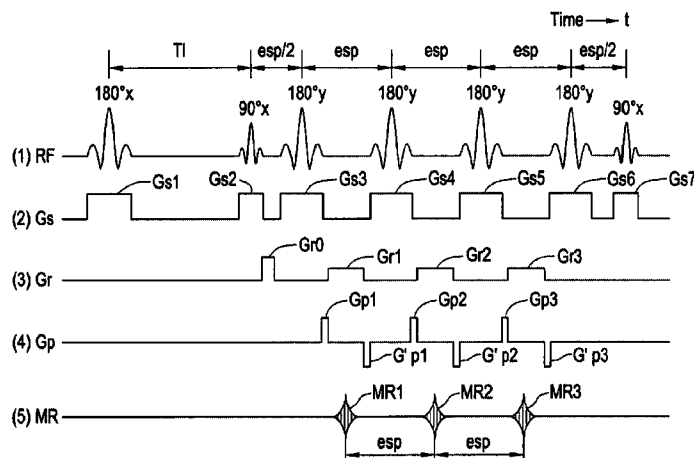 Time t
TI esp/2 esp esp esp esp/2
180°x 90°x 180°y 180°y 180°y 180°y 90°x
(1) RF
Gs1 Gs2 Gs3 Gs4 Gs5 Gs6 Gs7
(2) Gs
Gr0 Gr1 Gr2 Gr3
(3) Gr
Gp1 Gp2 Gp3
(4) Gp
G' p1 G' p2 G' p3
MR1 MR2 MR3
(5) MR
esp esp